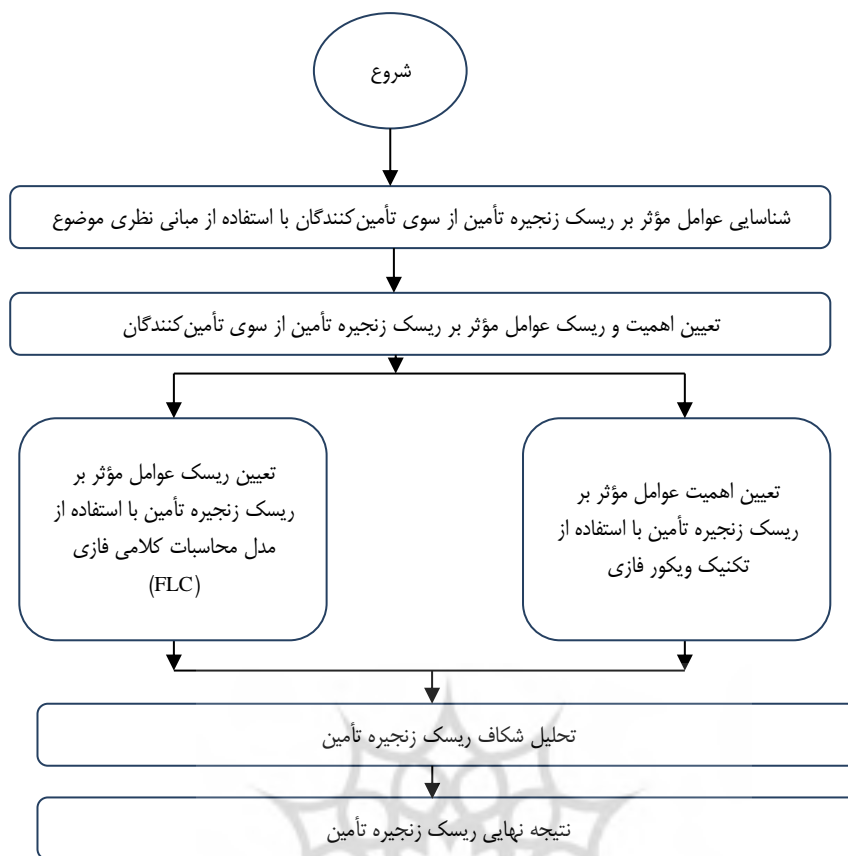 شروع
شناسایی عوامل مؤثر بر ریسک زنجیره تأمین از سوی تأمین‌کنندگان با استفاده از مبانی نظری موضوع
تعیین اهمیت و ریسک عوامل مؤثر بر ریسک زنجیره تأمین از سوی تأمین‌کنندگان
تعیین اهمیت عوامل مؤثر بر
ریسک زنجیره تأمین با استفاده از
تکنیک ویکور فازی
تعیین ریسک عوامل مؤثر بر
ریسک زنجیره تأمین با استفاده از
مدل محاسبات کلامی فازی
(FLC)
تحلیل شکاف ریسک زنجیره تأمین
نتیجه نهایی ریسک زنجیره تأمین